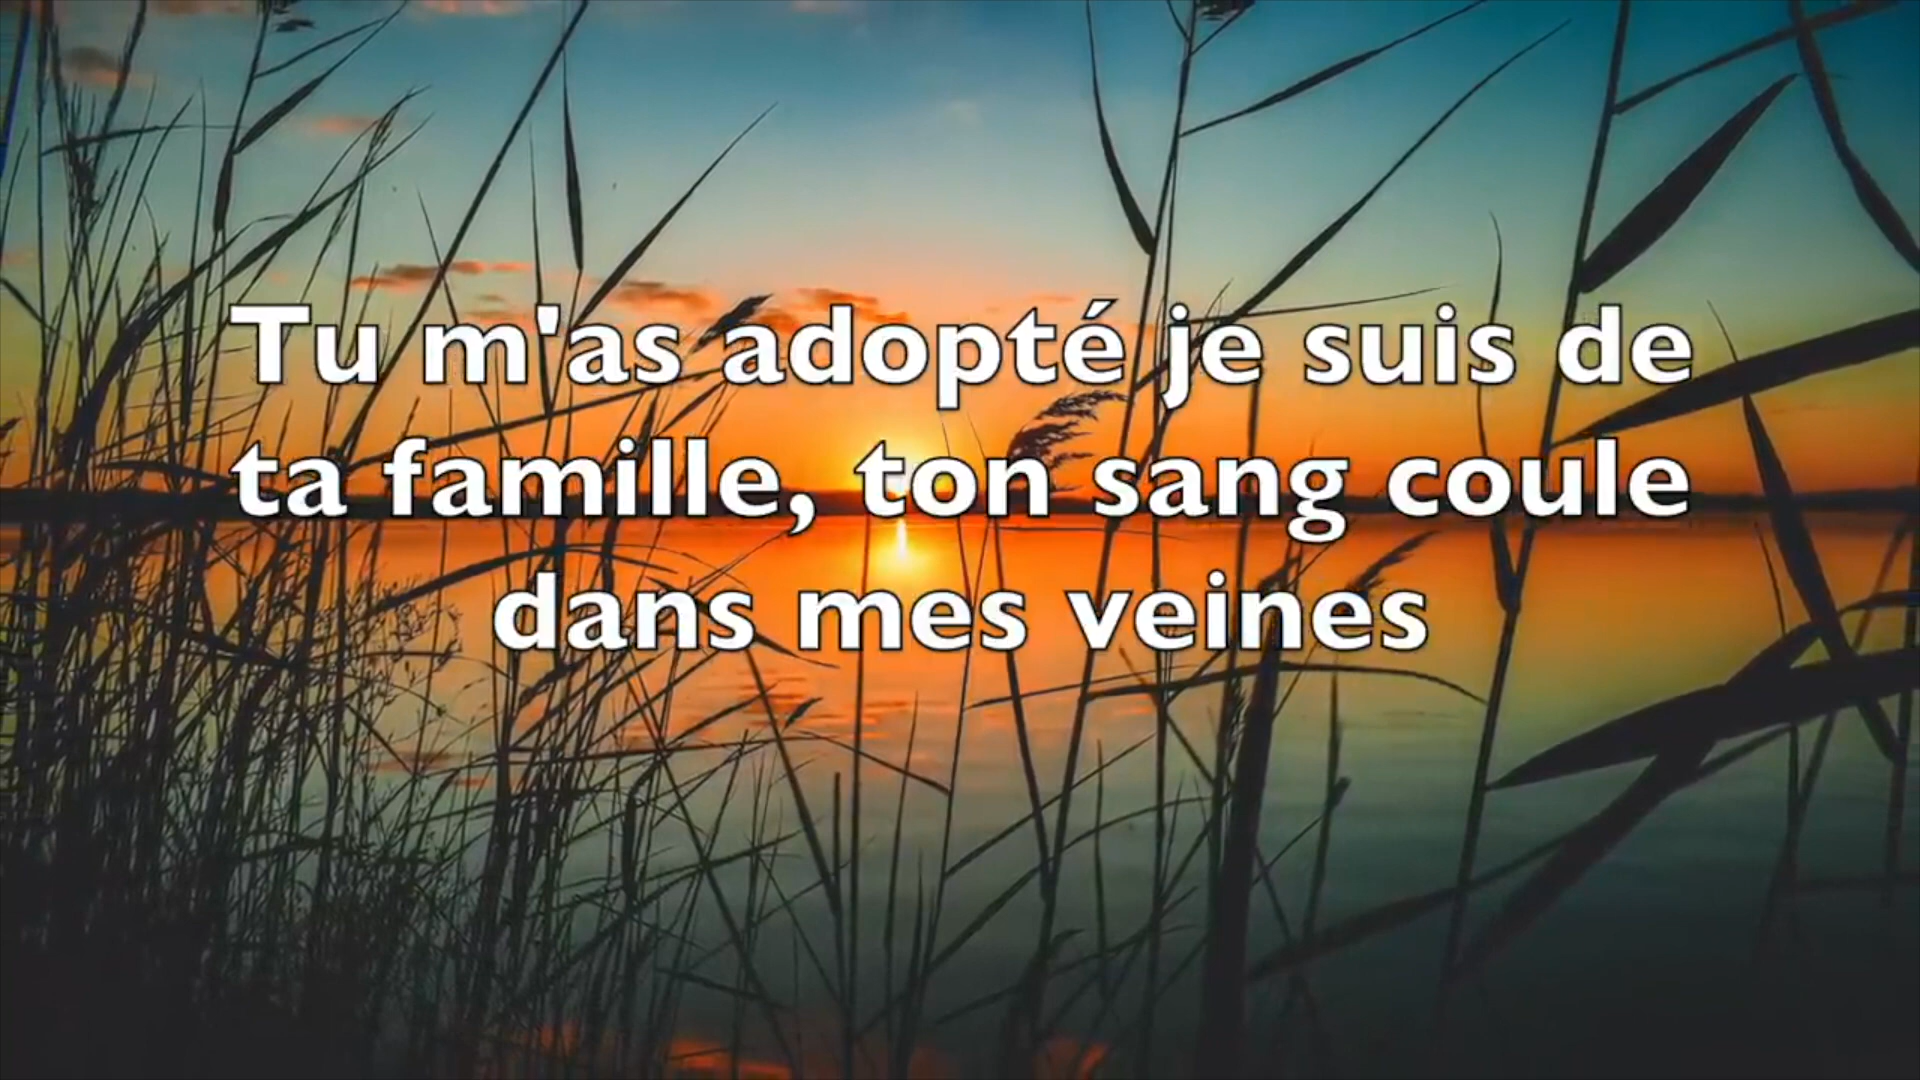 Tu m'as adopté je suis de
ta famille, ton sang coule
dans mes veines